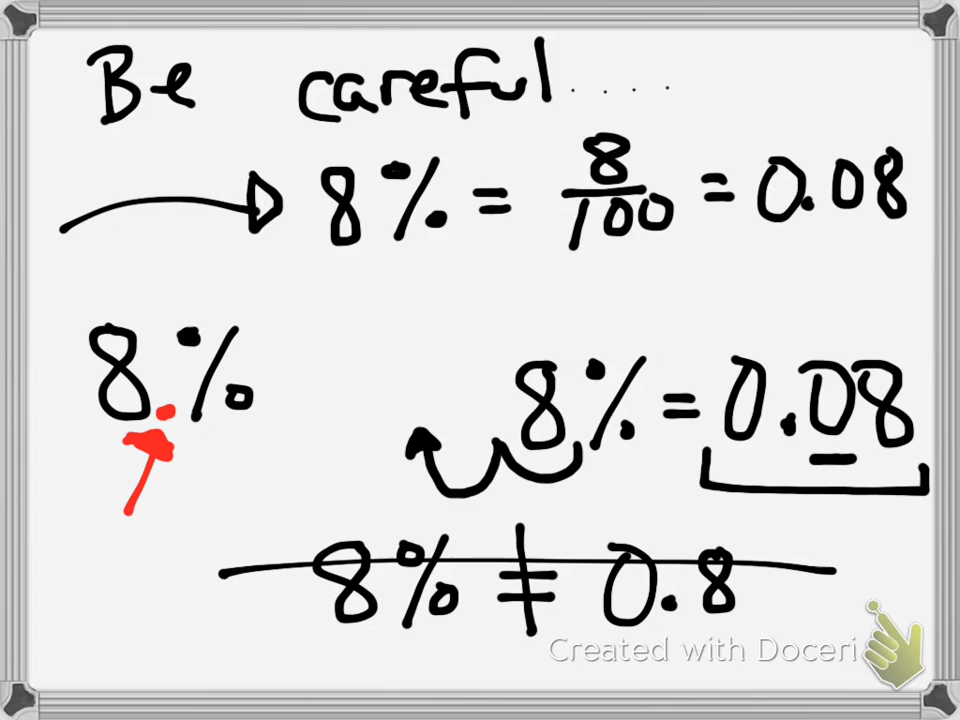 Be careful....
8% = 8/100 = 0.08
8.%
8% = 0.08
8% ≠ 0.8
Created with Doceri